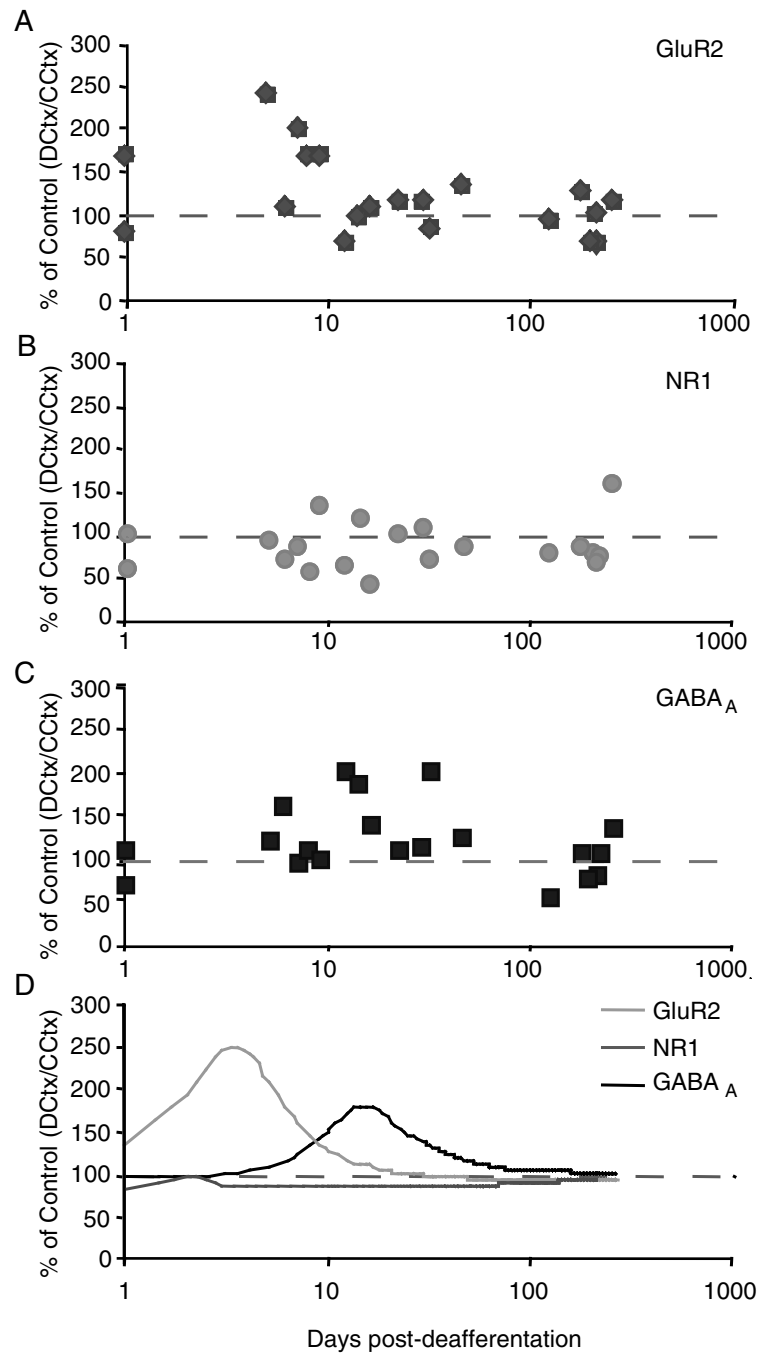 A
GluR2
% of Control (DCtx/CCtx)
300
250
200
150
100
50
0
1 10 100 1000
B
NR1
% of Control (DCtx/CCtx)
300
250
200
150
100
50
0
1 10 100 1000
C
GABA A
% of Control (DCtx/CCtx)
300
250
200
150
100
50
0
1 10 100 1000.
D
GluR2
NR1
GABA A
% of Control (DCtx/CCtx)
300
250
200
150
100
50
0
1 10 100 1000
Days post-deafferentation